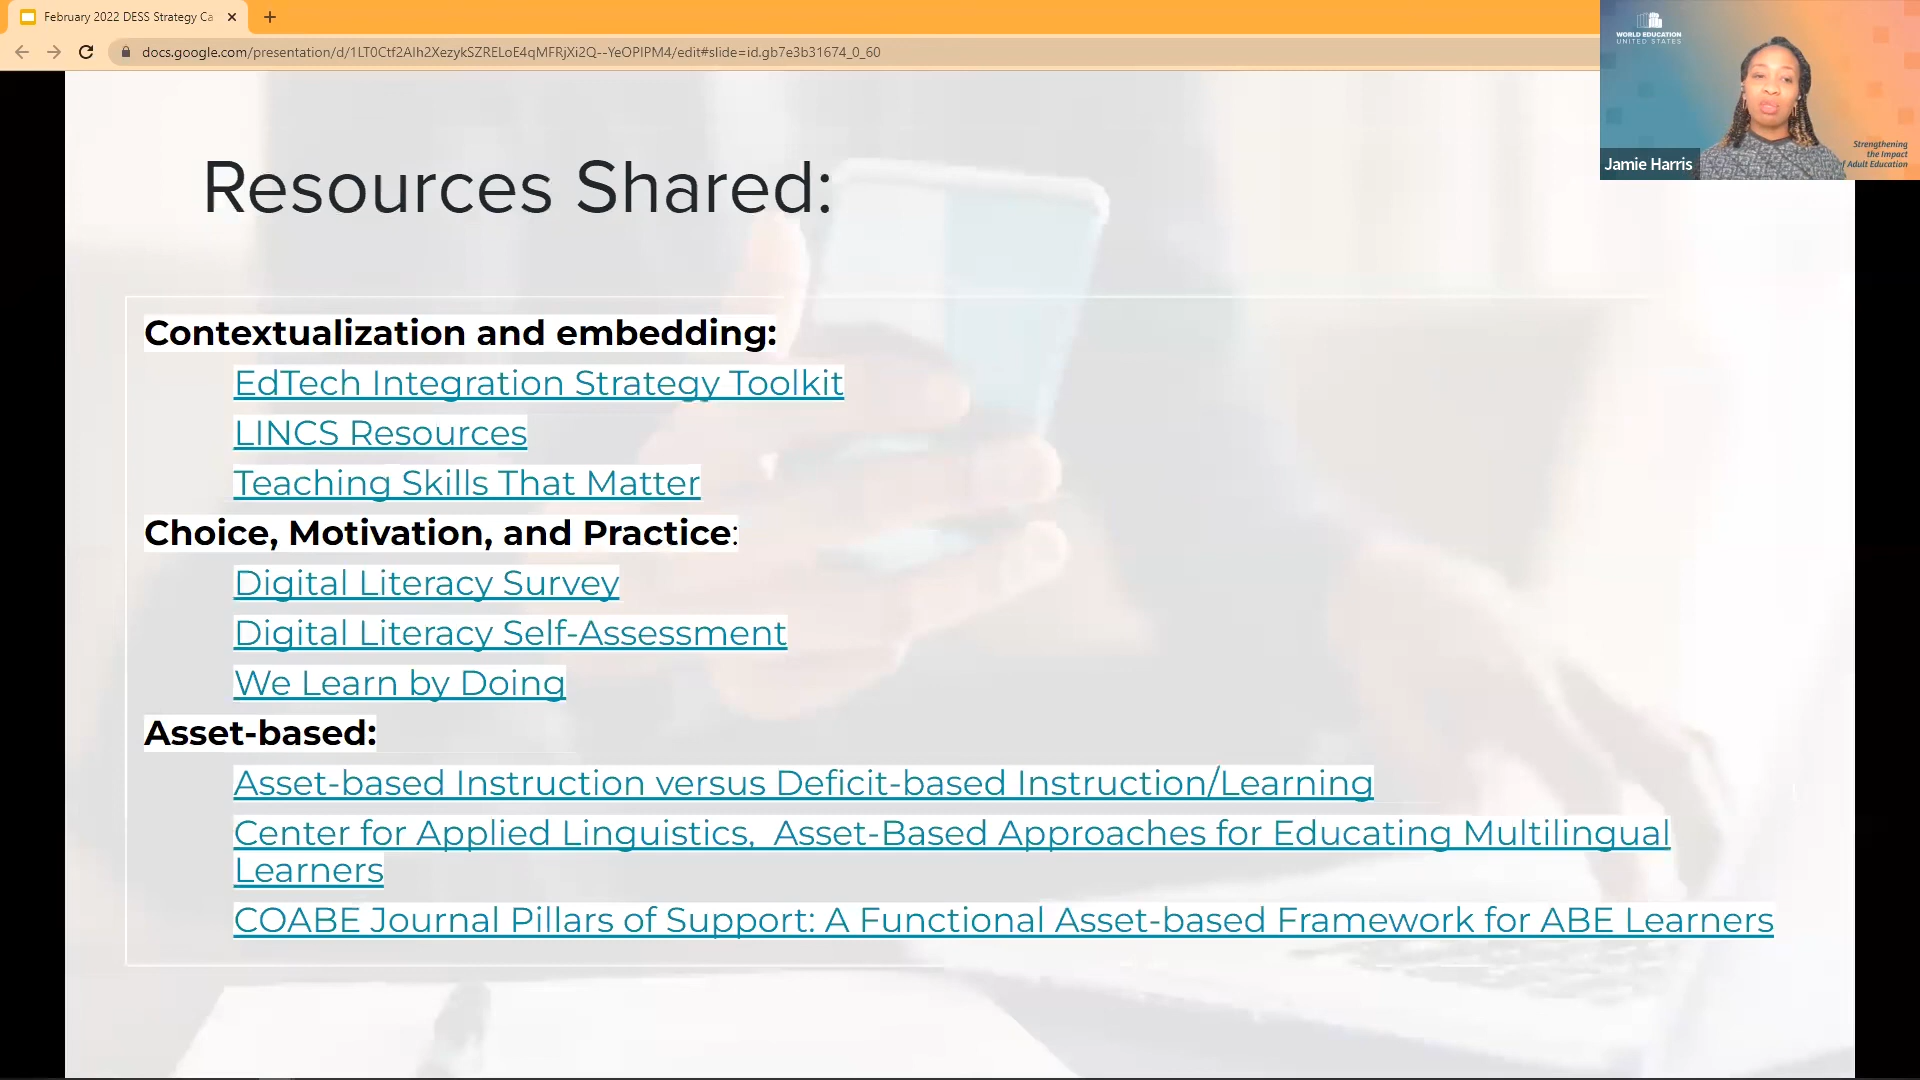 February 2022 DESS Strategy Ca
docs.google.com/presentation/d/1LT0Ctf2AIh2XezykSZRELoE4qMFRjXi2Q--YeOPIPM4/edit#slide=id.gb7e3b31674_0_60
WORLD EDUCATION
UNITED STATES
Strengthening
the Impact
f Adult Education
Jamie Harris
Resources Shared:
Contextualization and embedding:
EdTech Integration Strategy Toolkit
LINCS Resources
Teaching Skills That Matter
Choice, Motivation, and Practice:
Digital Literacy Survey
Digital Literacy Self-Assessment
We Learn by Doing
Asset-based:
Asset-based Instruction versus Deficit-based Instruction/Learning
Center for Applied Linguistics, Asset-Based Approaches for Educating Multilingual
Learners
COABE Journal Pillars of Support: A Functional Asset-based Framework for ABE Learners